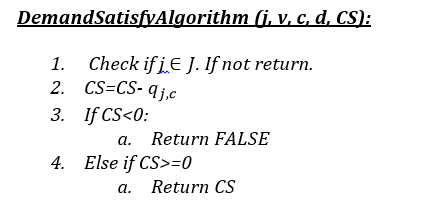 DemandSatisfyAlgorithm (j, v, c, d, CS):
1. Check if j ∈ J. If not return.
2. CS=CS- qj,c
3. If CS<0:
a. Return FALSE
4. Else if CS>=0
a. Return CS